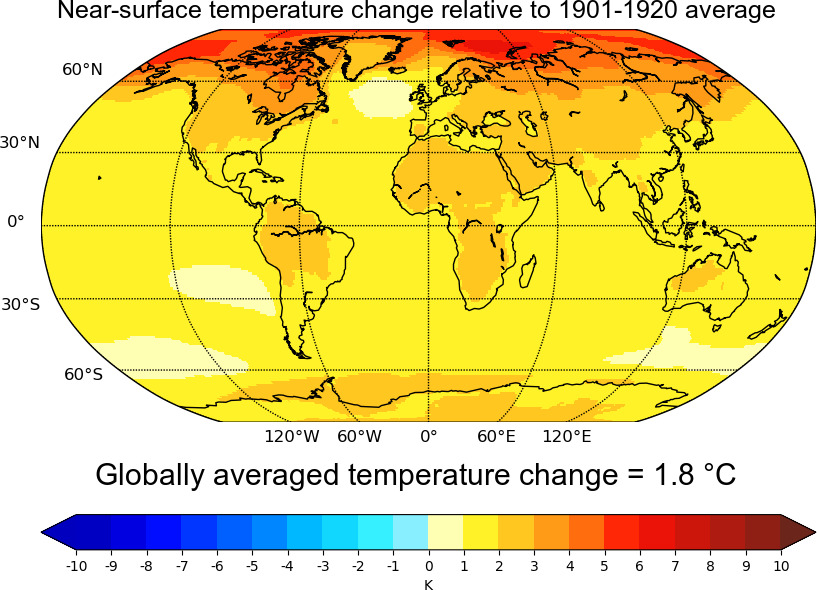 Near-surface temperature change relative to 1901-1920 average
60°N
30°N
0°
30°S
60°S
120°W 60°W 0° 60°E 120°E
Globally averaged temperature change = 1.8 °C
-10 -9 -8 -7 -6 -5 -4 -3 -2 -1 0 1 2 3 4 5 6 7 8 9 10
K